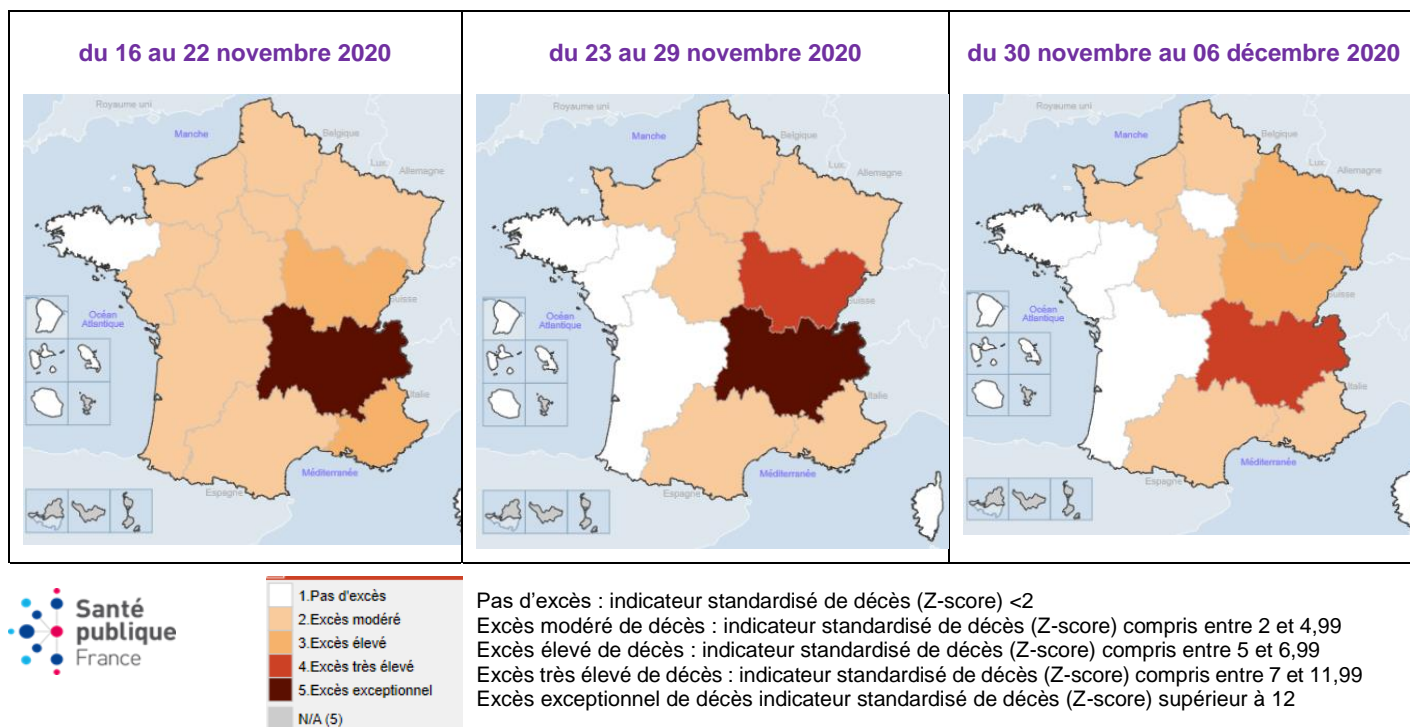 du 16 au 22 novembre 2020
du 23 au 29 novembre 2020
du 30 novembre au 06 décembre 2020
Royaume uni
Manche
Belgique
Lux.
Allemagne
Suisse
Océan
Atlantique
Italie
Méditerranée
Espagne
Royaume uni
Manche
Belgique
Lux.
Allemagne
Suisse
Océan
Atlantique
Italie
Méditerranée
Espagne
Royaume uni
Manche
Belgique
Lux.
Allemagne
Suisse
Océan
Atlantique
Italie
Méditerranée
Espagne
Santé
publique
France
1.Pas d'excès
2.Excès modéré
3.Excès élevé
4.Excès très élevé
5.Excès exceptionnel
N/A (5)
Pas d'excès : indicateur standardisé de décès (Z-score) <2
Excès modéré de décès : indicateur standardisé de décès (Z-score) compris entre 2 et 4,99
Excès élevé de décès : indicateur standardisé de décès (Z-score) compris entre 5 et 6,99
Excès très élevé de décès : indicateur standardisé de décès (Z-score) compris entre 7 et 11,99
Excès exceptionnel de décès indicateur standardisé de décès (Z-score) supérieur à 12